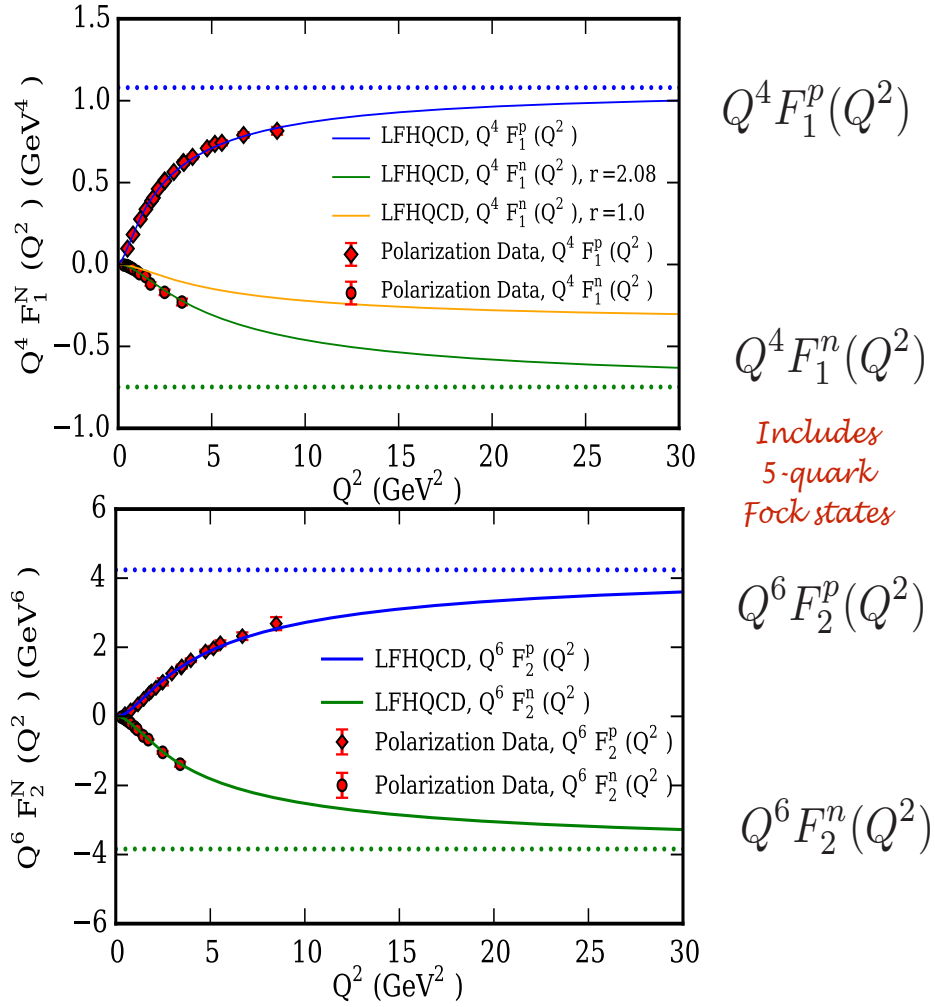 1.5
1.0
0.5
0.0
−0.5
−1.0
Q⁴ F₁ᴺ (Q²) (GeV⁴)
LFHQCD, Q⁴ F₁ᵖ (Q²)
LFHQCD, Q⁴ F₁ⁿ (Q²), r=2.08
LFHQCD, Q⁴ F₁ⁿ (Q²), r=1.0
Polarization Data, Q⁴ F₁ᵖ (Q²)
Polarization Data, Q⁴ F₁ⁿ (Q²)
0 5 10 15 20 25 30
Q² (GeV²)
Q⁴F₁ᵖ(Q²)
Q⁴F₁ⁿ(Q²)
Includes
5-quark
Fock states
6
4
2
0
−2
−4
−6
Q⁶ F₂ᴺ (Q²) (GeV⁶)
LFHQCD, Q⁶ F₂ᵖ (Q²)
LFHQCD, Q⁶ F₂ⁿ (Q²)
Polarization Data, Q⁶ F₂ᵖ (Q²)
Polarization Data, Q⁶ F₂ⁿ (Q²)
0 5 10 15 20 25 30
Q² (GeV²)
Q⁶F₂ᵖ(Q²)
Q⁶F₂ⁿ(Q²)